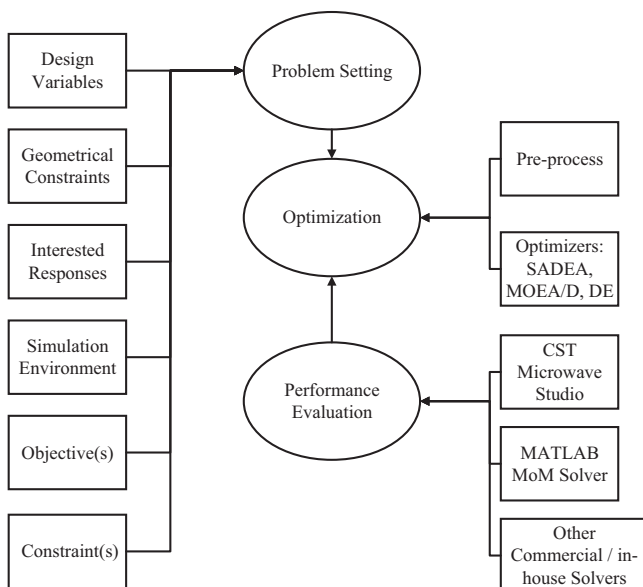 Design
Variables
Geometrical
Constraints
Interested
Responses
Simulation
Environment
Objective(s)
Constraint(s)
Problem Setting
Optimization
Performance
Evaluation
Pre-process
Optimizers:
SADEA,
MOEA/D, DE
CST
Microwave
Studio
MATLAB
MoM Solver
Other
Commercial / in-
house Solvers